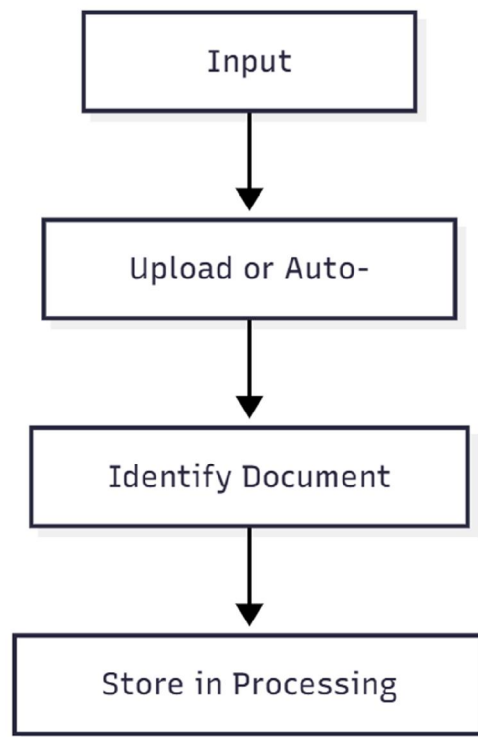 Input
Upload or Auto-
Identify Document
Store in Processing